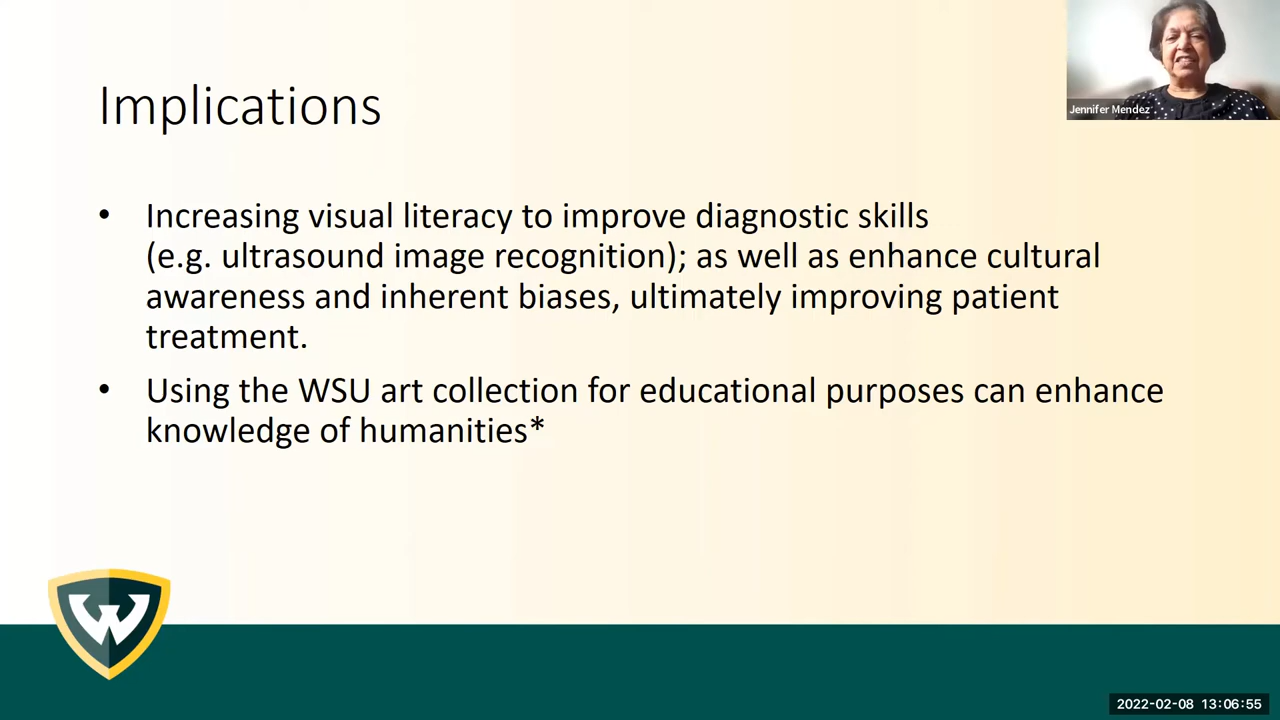 Jennifer Mendez
Implications
• Increasing visual literacy to improve diagnostic skills
(e.g. ultrasound image recognition); as well as enhance cultural
awareness and inherent biases, ultimately improving patient
treatment.
• Using the WSU art collection for educational purposes can enhance
knowledge of humanities*
W
2022-02-08 13:06:55